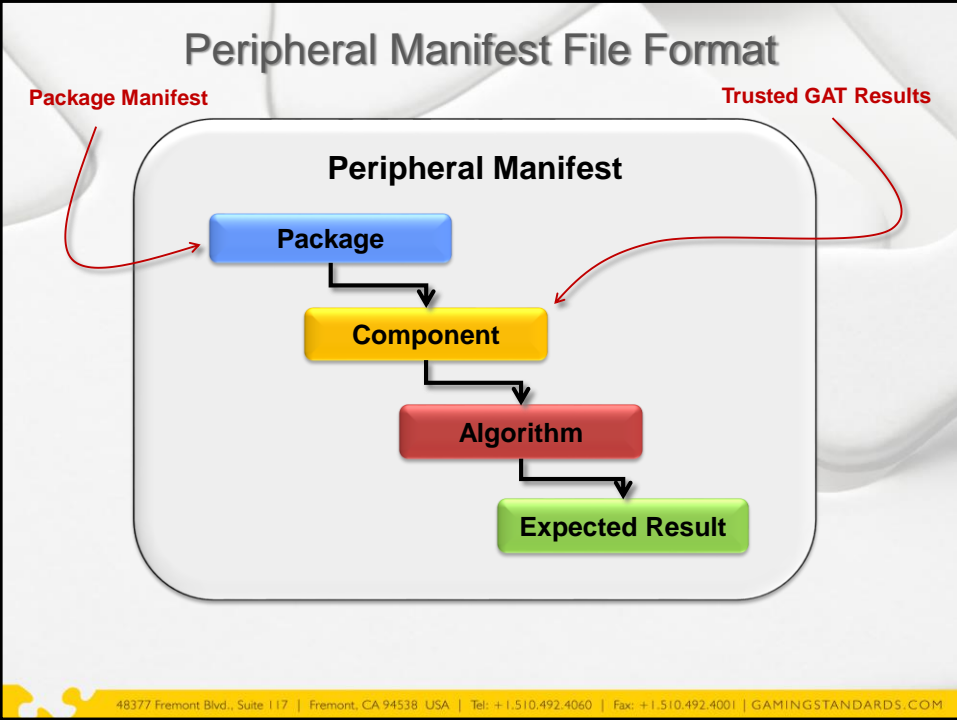 Peripheral Manifest File Format
Package Manifest
Trusted GAT Results
Peripheral Manifest
Package
Component
Algorithm
Expected Result
48377 Fremont Blvd., Suite 117 | Fremont, CA 94538 USA | Tel: +1.510.492.4060 | Fax: +1.510.492.4001 | GAMINGSTANDARDS.COM